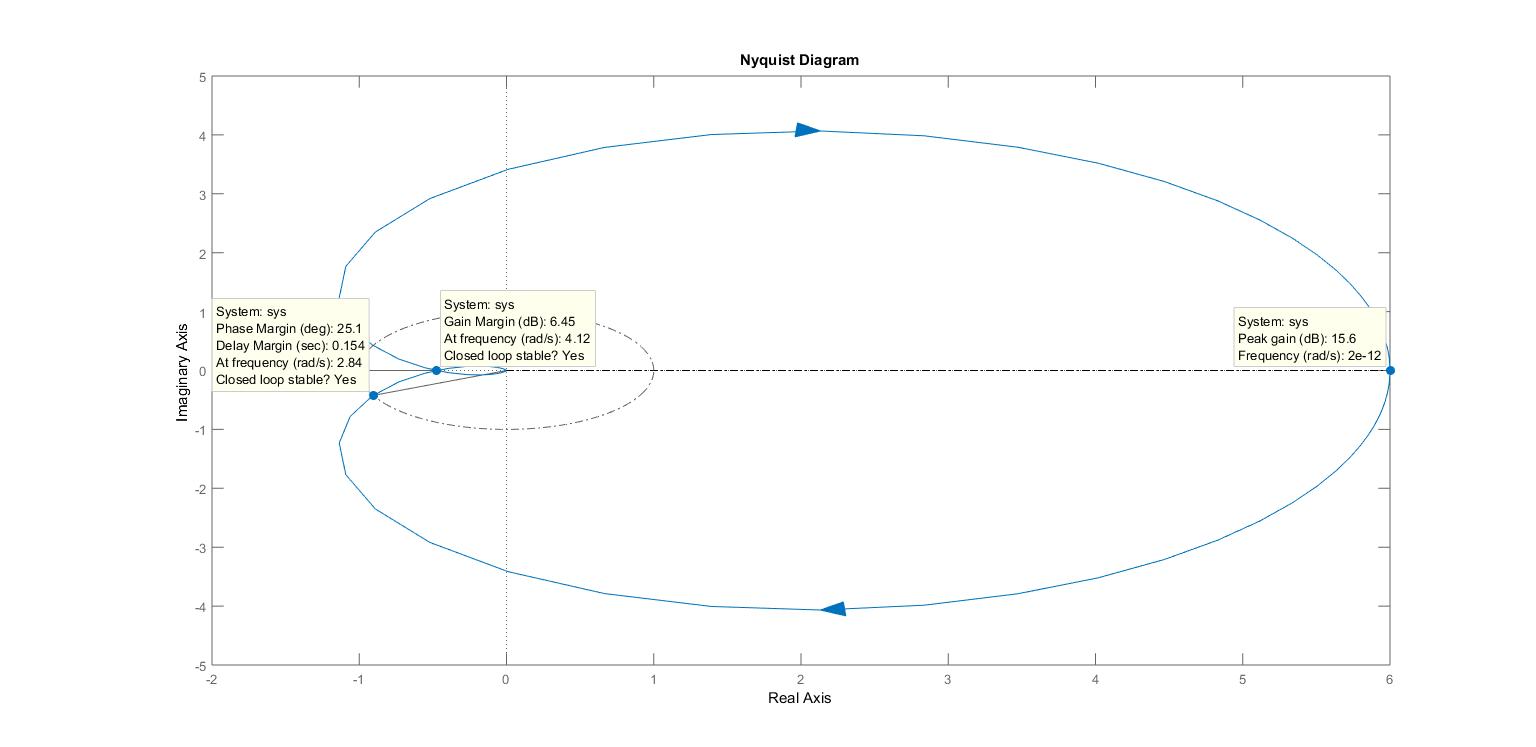 Nyquist Diagram
5
4
3
2
1
0
-1
-2
-3
-4
-5
Imaginary Axis
System: sys
Phase Margin (deg): 25.1
Delay Margin (sec): 0.154
At frequency (rad/s): 2.84
Closed loop stable? Yes
System: sys
Gain Margin (dB): 6.45
At frequency (rad/s): 4.12
Closed loop stable? Yes
System: sys
Peak gain (dB): 15.6
Frequency (rad/s): 2e-12
-2 -1 0 1 2 3 4 5 6
Real Axis